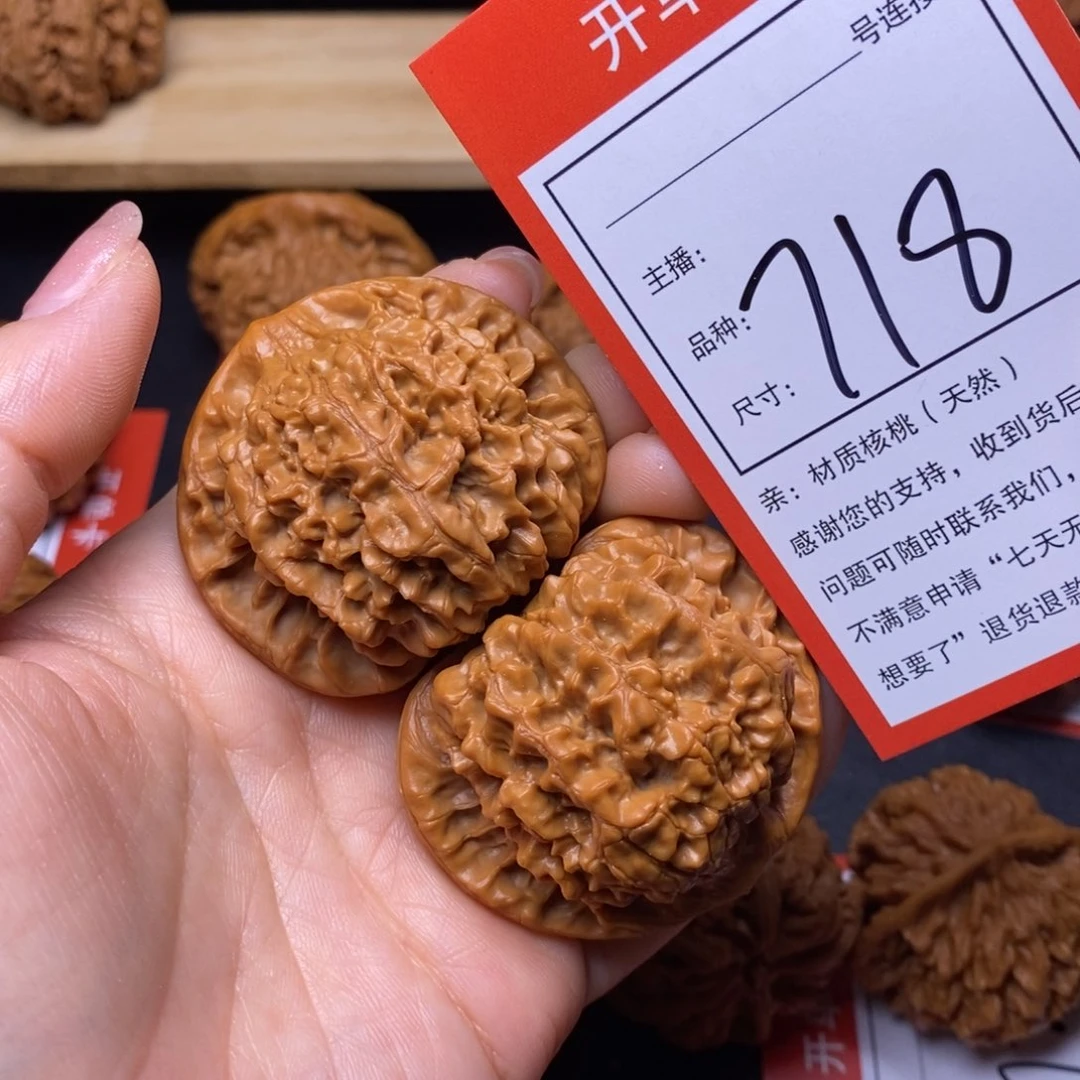 号连接
主播：
品种：
尺寸：
718
材质核桃（天然）
亲：
感谢您的支持，收到货后
问题可随时联系我们，
不满意申请“七天无
想要了”退货退款